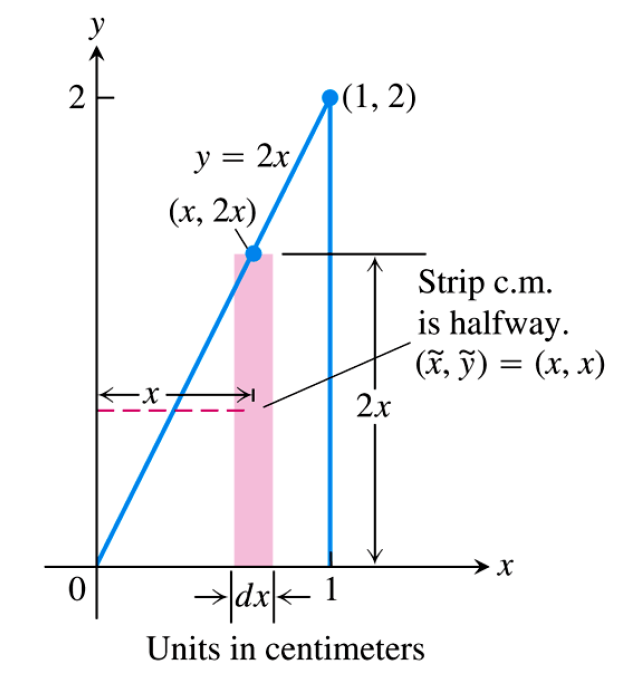 y
2
(1, 2)
y = 2x
(x, 2x)
Strip c.m.
is halfway.
(x̃, ỹ) = (x, x)
x
2x
x
0
dx
1
Units in centimeters